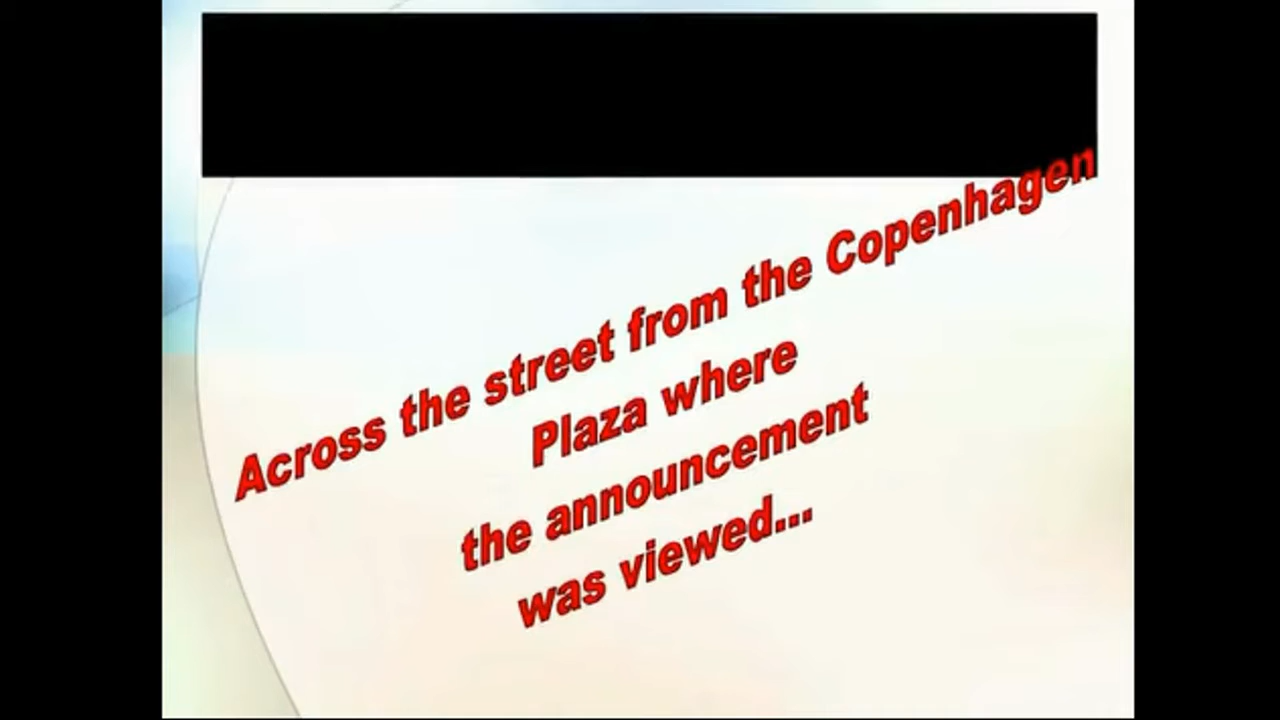 Across the street from the Copenhagen
Plaza where
the announcement
was viewed...